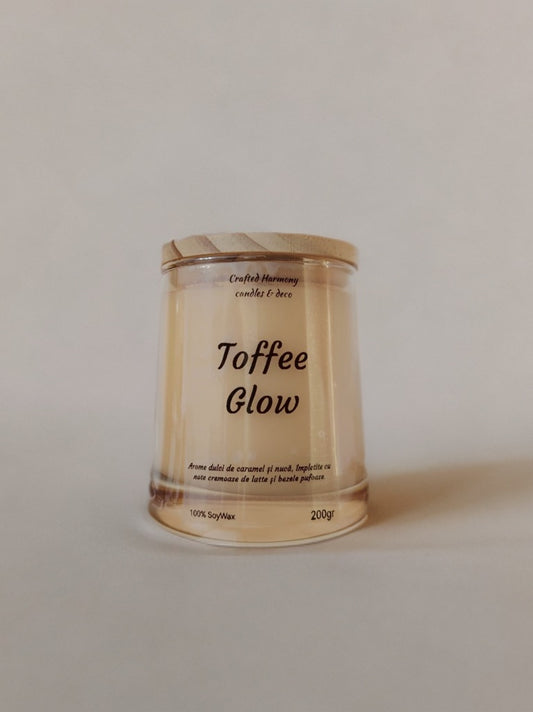 Crafted Harmony
candles & deco
Toffee
Glow
Arome dulci de caramel și nucă, împletite cu
note cremoase de latte și bezele pufoase
100% SoyWax
200gr